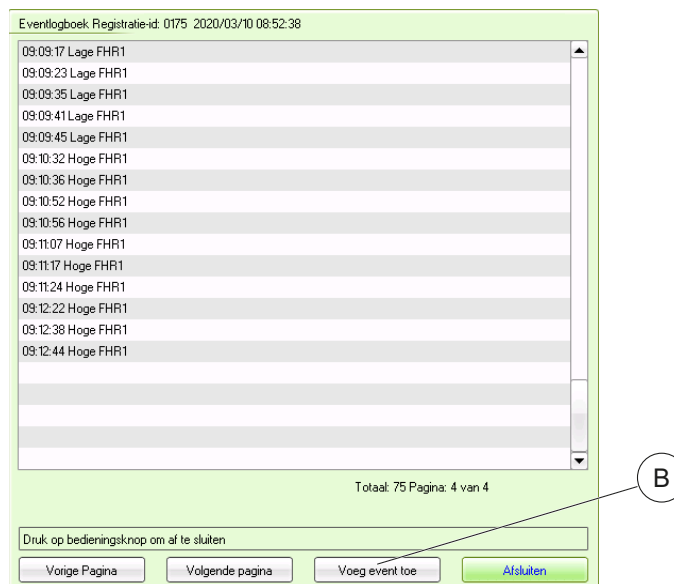 Eventlogboek Registratie-id: 0175 2020/03/10 08:52:38
09:09:17 Lage FHR1
09:09:23 Lage FHR1
09:09:35 Lage FHR1
09:09:41 Lage FHR1
09:09:45 Lage FHR1
09:10:32 Hoge FHR1
09:10:36 Hoge FHR1
09:10:52 Hoge FHR1
09:10:56 Hoge FHR1
09:11:07 Hoge FHR1
09:11:17 Hoge FHR1
09:11:24 Hoge FHR1
09:12:22 Hoge FHR1
09:12:38 Hoge FHR1
09:12:44 Hoge FHR1
Totaal: 75 Pagina: 4 van 4
B
Druk op bedieningsknop om af te sluiten
Vorige Pagina Volgende pagina Voeg event toe Afsluiten